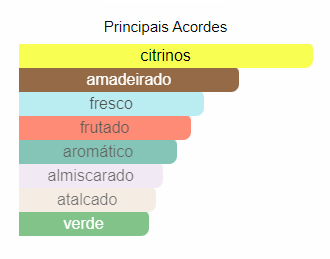 Principais Acordes
citrinos
amadeirado
fresco
frutado
aromático
almiscarado
atalcado
verde